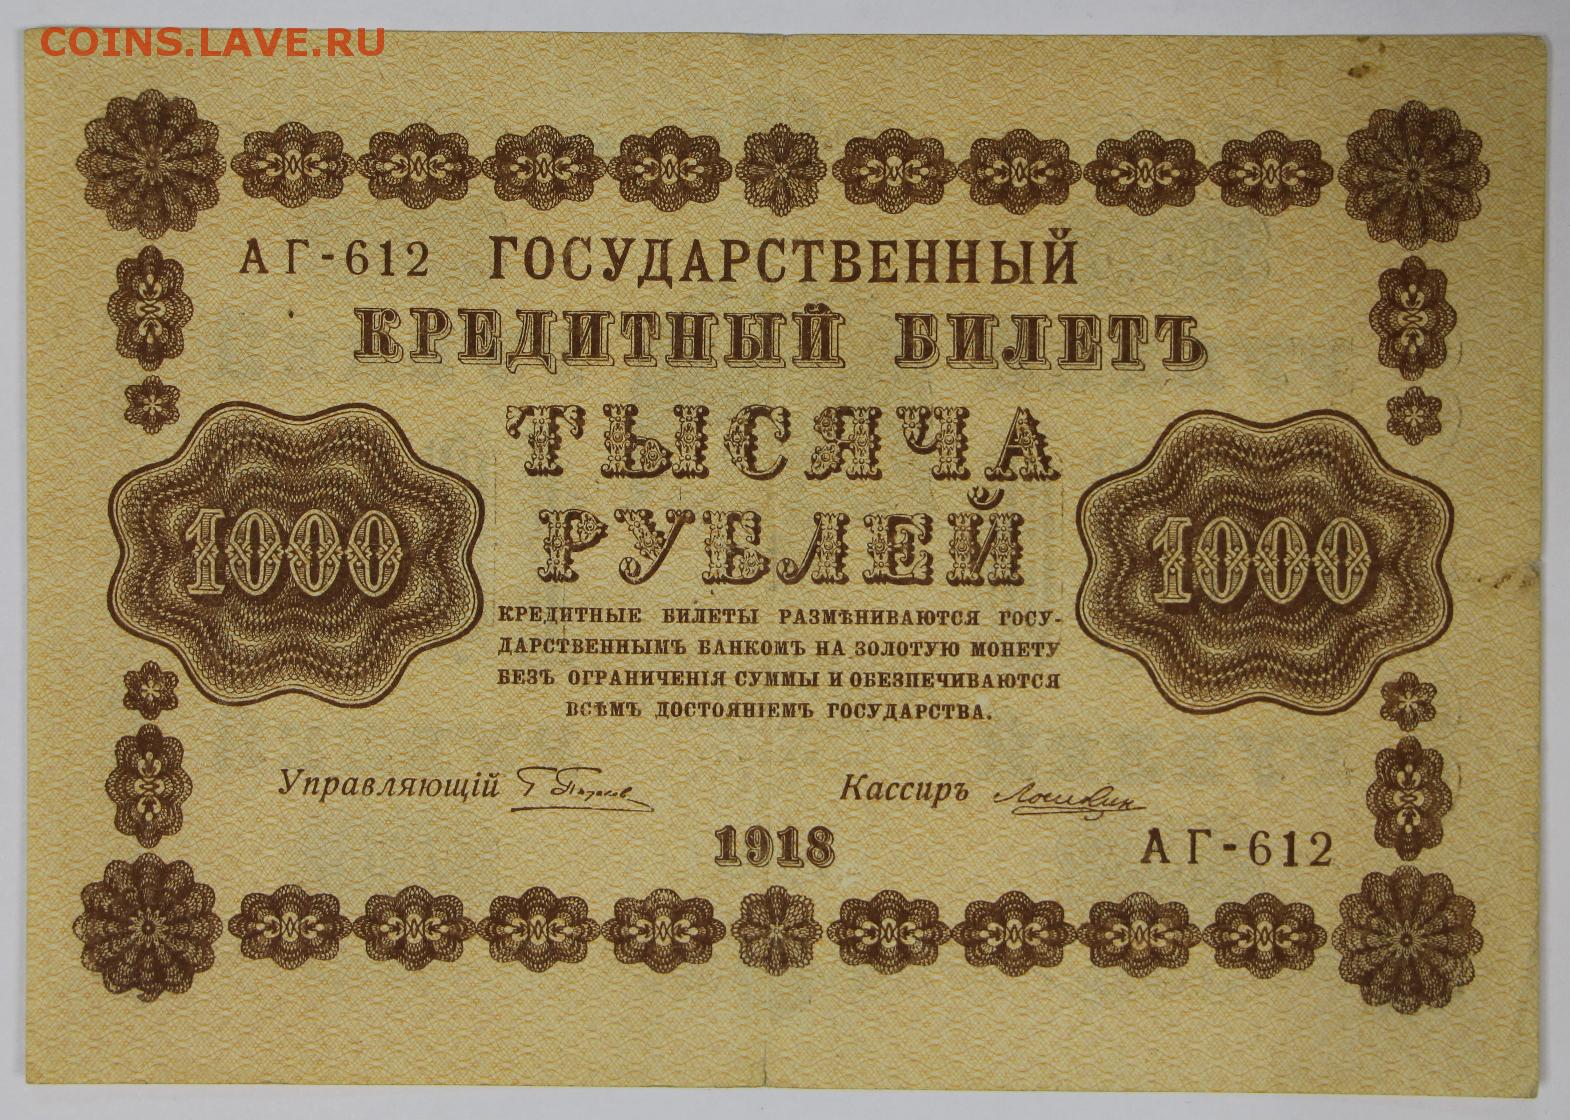 COINS.LAVE.RU
АГ-612 ГОСУДАРСТВЕННЫЙ
КРЕДИТНЫЙ БИЛЕТЪ
ТЫСЯЧА
РУБЛЕЙ
1000 1000
КРЕДИТНЫЕ БИЛЕТЫ РАЗМѢНИВАЮТСЯ ГОСУ-
ДАРСТВЕННЫМЪ БАНКОМЪ НА ЗОЛОТУЮ МОНЕТУ
БЕЗЪ ОГРАНИЧЕНІЯ СУММЫ И ОБЕЗПЕЧИВАЮТСЯ
ВСѢМЪ ДОСТОЯНІЕМЪ ГОСУДАРСТВА.
Управляющій Кассиръ
1918
АГ-612